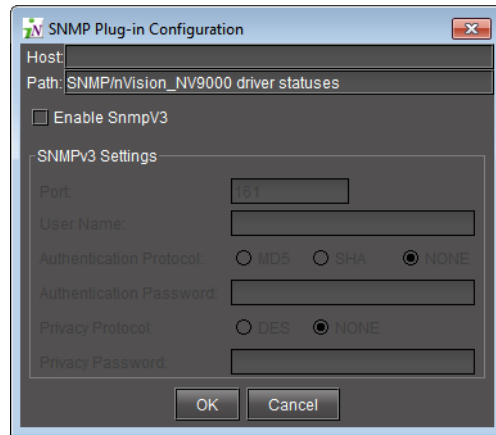 SNMP Plug-in Configuration
Host:
Path: SNMP/nVision_NV9000 driver statuses
Enable SnmpV3
SNMPv3 Settings
Port: 161
User Name:
Authentication Protocol: MD5 SHA NONE
Authentication Password:
Privacy Protocol: DES NONE
Privacy Password:
OK Cancel